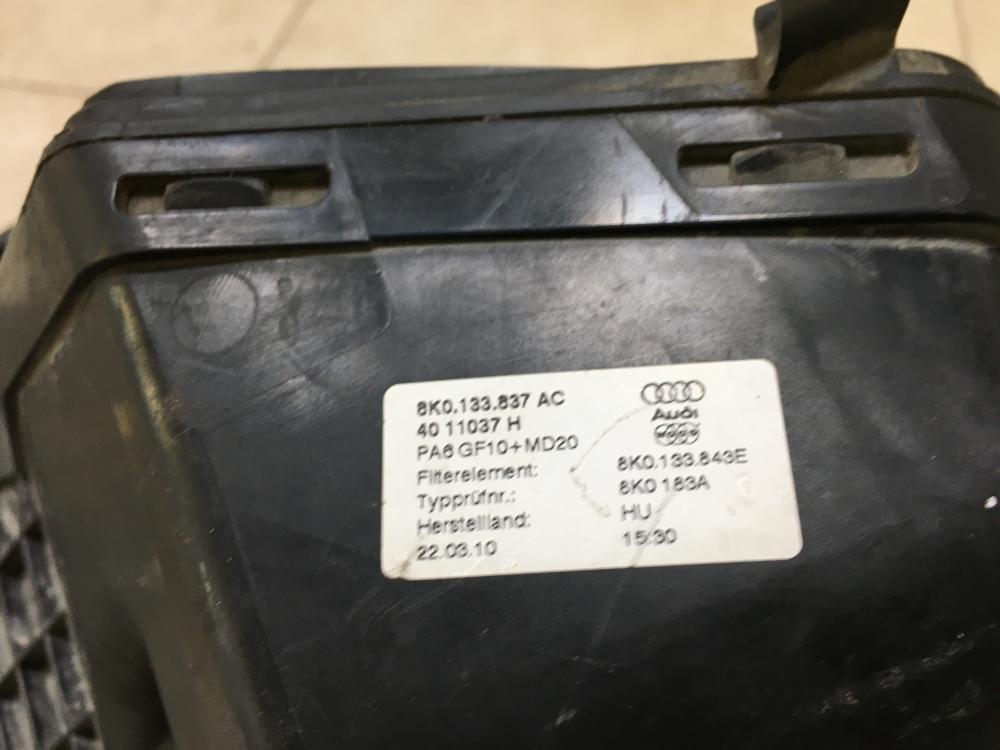 8K0.133.837 AC
Audi
40 11037 H
PA6 GF10+MD20
Filterelement: 8K0.133.843E
Typprüfnr.: 8K0 183A
Herstellland: HU
22.03.10 15:30